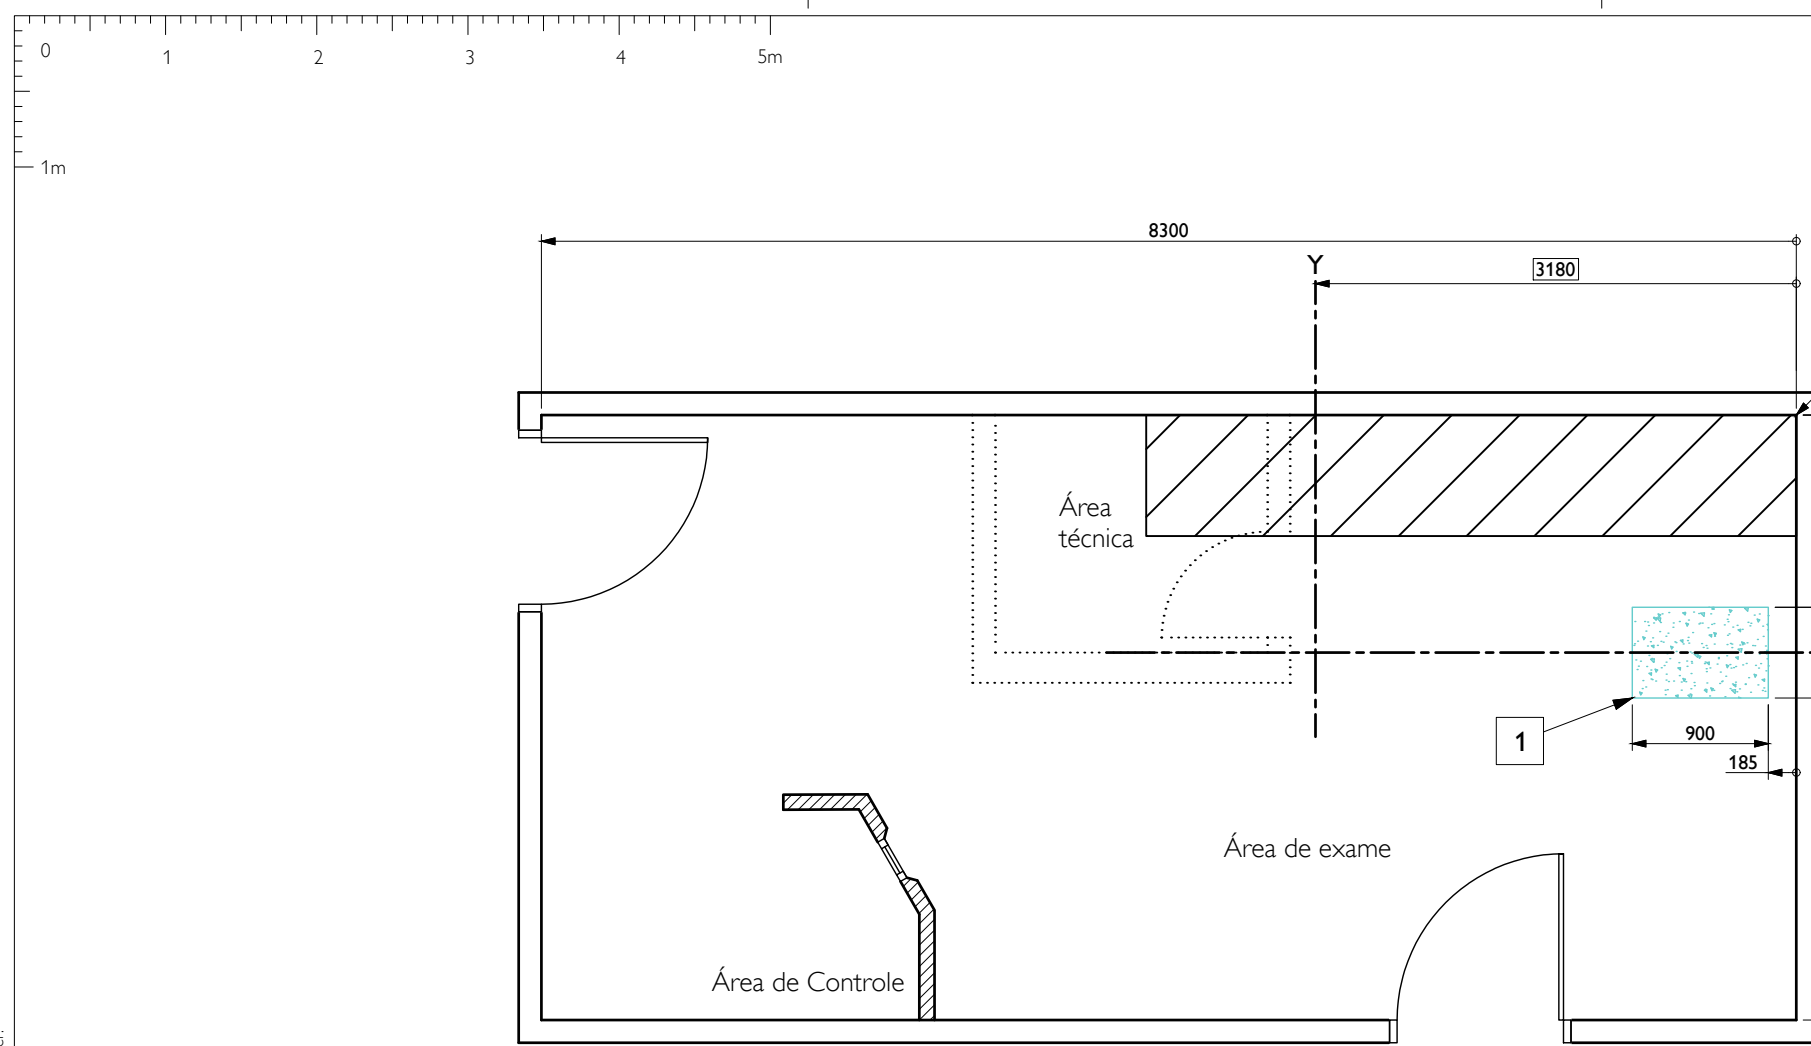 0
1
2
3
4
5m
1m
8300
Y
3180
Área
técnica
1
900
185
Área de exame
Área de Controle